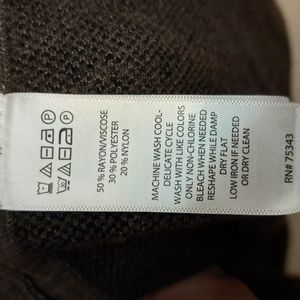 50 % RAYON/VISCOSE
30 % POLYESTER
20 % NYLON
MACHINE WASH COOL-
DELICATE CYCLE
WASH WITH LIKE COLORS
ONLY NON-CHLORINE
BLEACH WHEN NEEDED
RESHAPE WHILE DAMP
DRY FLAT
LOW IRON IF NEEDED
OR DRY CLEAN
RN# 75343